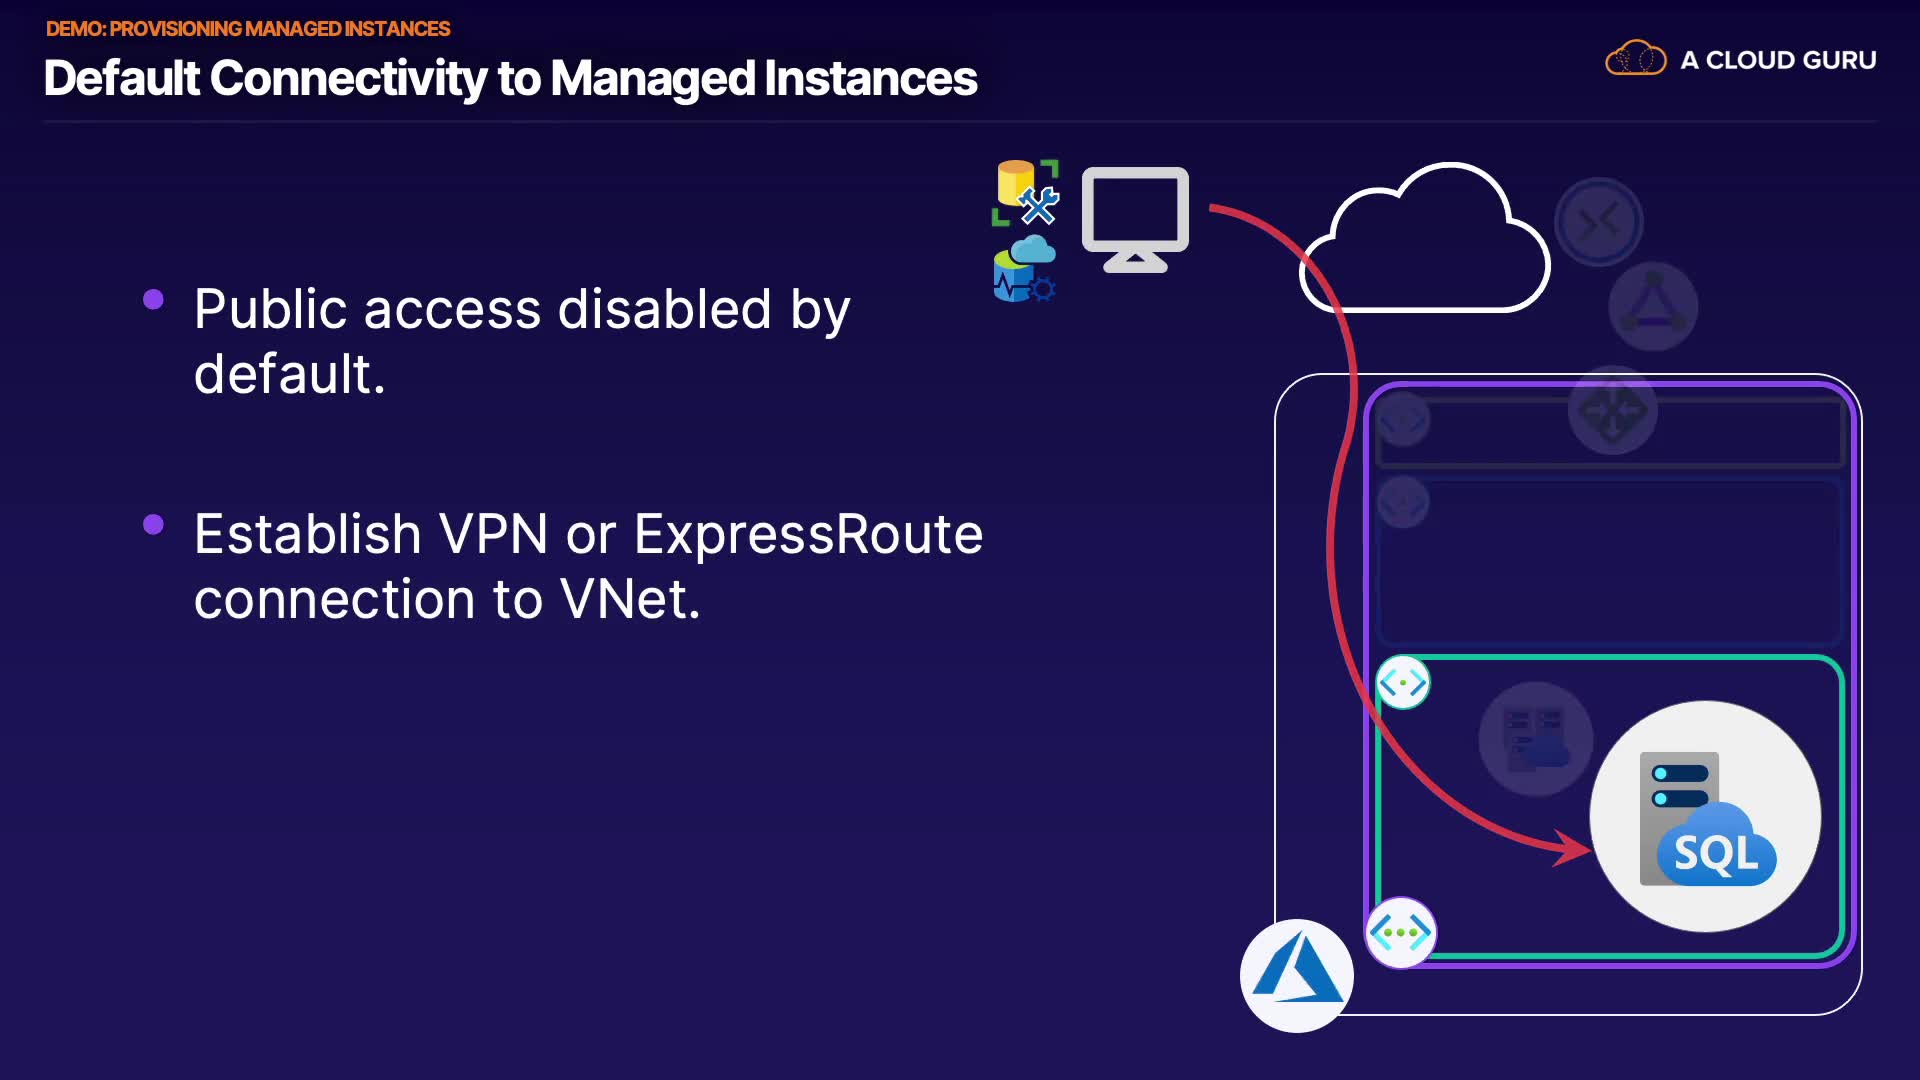 DEMO: PROVISIONING MANAGED INSTANCES
Default Connectivity to Managed Instances
A CLOUD GURU
• Public access disabled by
default.
• Establish VPN or ExpressRoute
connection to VNet.
SQL